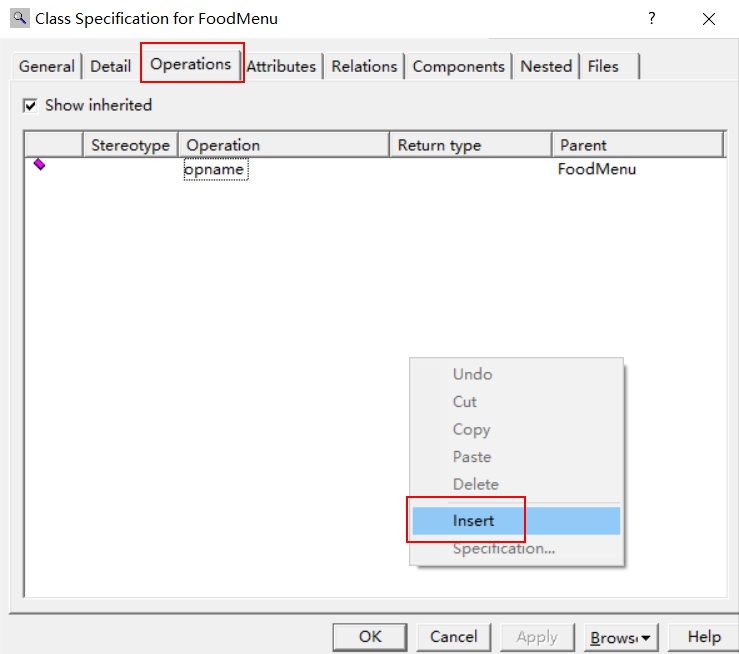 Class Specification for FoodMenu ?
General Detail Operations Attributes Relations Components Nested Files
Show inherited
Stereotype Operation Return type Parent
opname FoodMenu
Undo
Cut
Copy
Paste
Delete
Insert
Specification...
OK Cancel Apply Brows Help